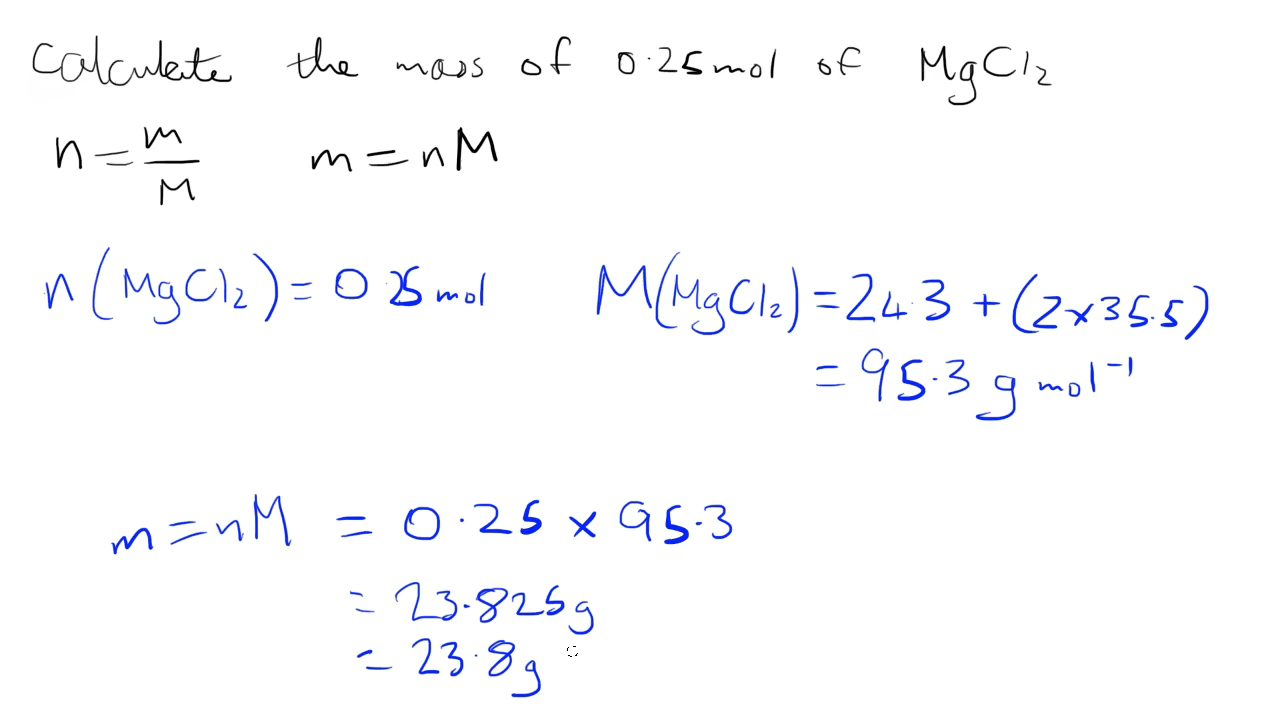 Calculate the mass of 0.25mol of MgCl2
n = m/M    m = nM
n(MgCl2) = 0 25 mol    M(MgCl2) = 24.3 + (2×35.5)
= 95.3 g mol⁻¹
m = nM = 0.25 × 95.3
= 23.825g
= 23.8g